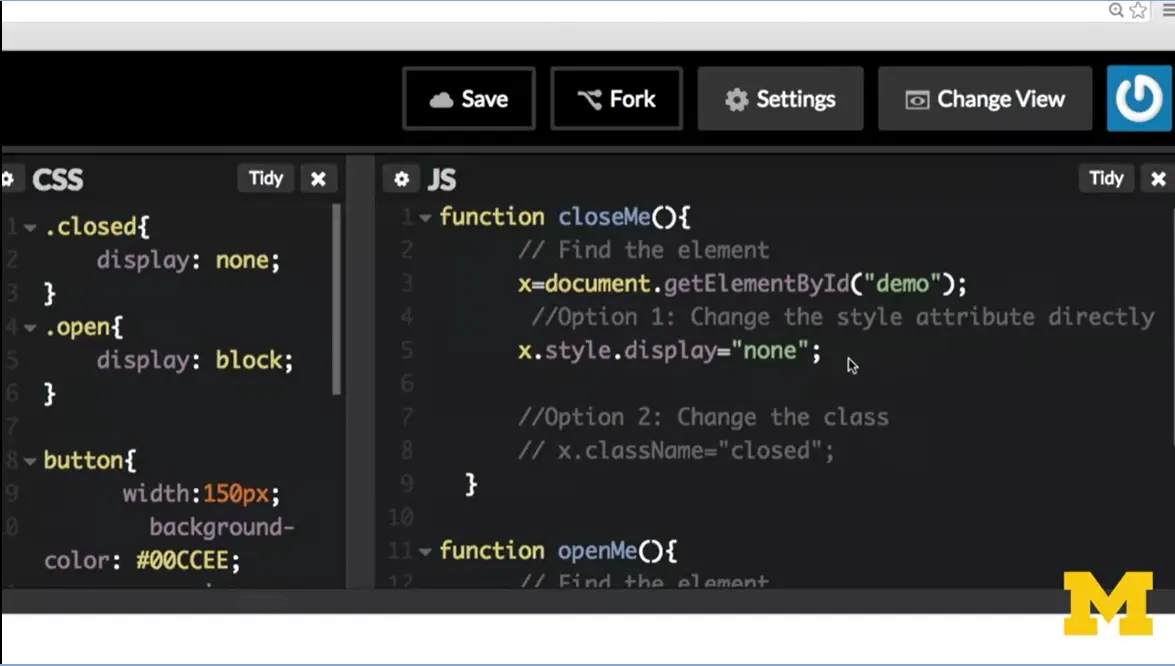 Save
Fork
Settings
Change View
CSS
Tidy
1 .closed{
2 display: none;
3 }
4 .open{
5 display: block;
6 }
7
8 button{
9 width:150px;
0 background-
color: #00CCEE;
JS
Tidy
1 function closeMe(){
2 // Find the element
3 x=document.getElementById("demo");
4 //Option 1: Change the style attribute directly
5 x.style.display="none";
6
7 //Option 2: Change the class
8 // x.className="closed";
9 }
10
11 function openMe(){
12 // Find the element
M